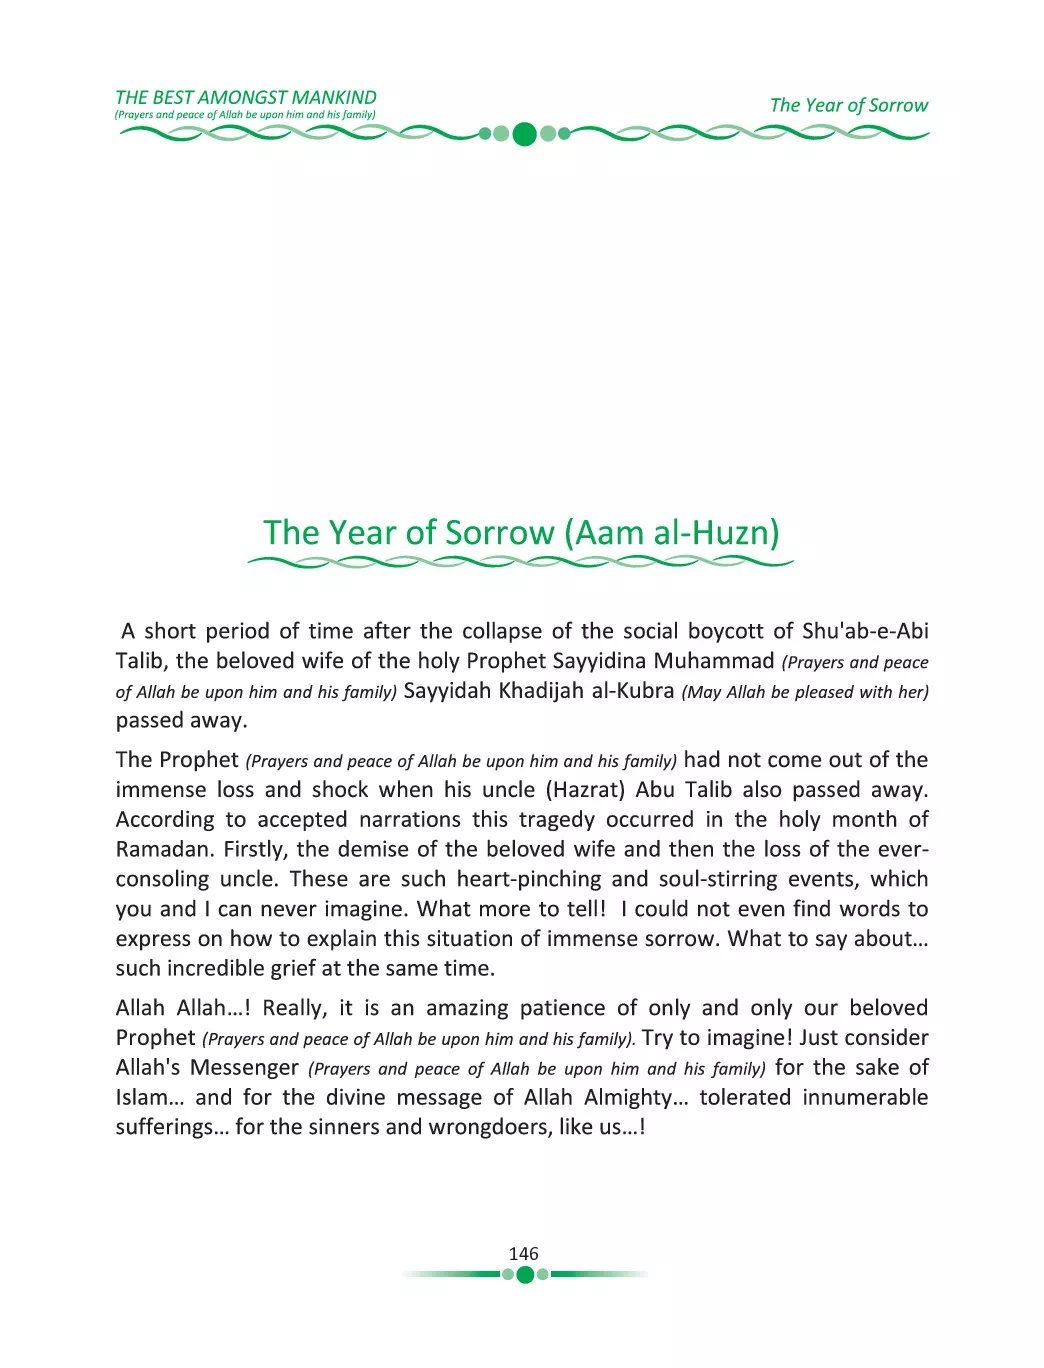 THE BEST AMONGST MANKIND
(Prayers and peace of Allah be upon him and his family)
The Year of Sorrow
The Year of Sorrow (Aam al-Huzn)
A short period of time after the collapse of the social boycott of Shu'ab-e-Abi
Talib, the beloved wife of the holy Prophet Sayyidina Muhammad (Prayers and peace
of Allah be upon him and his family) Sayyidah Khadijah al-Kubra (May Allah be pleased with her)
passed away.
The Prophet (Prayers and peace of Allah be upon him and his family) had not come out of the
immense loss and shock when his uncle (Hazrat) Abu Talib also passed away.
According to accepted narrations this tragedy occurred in the holy month of
Ramadan. Firstly, the demise of the beloved wife and then the loss of the ever-
consoling uncle. These are such heart-pinching and soul-stirring events, which
you and I can never imagine. What more to tell! I could not even find words to
express on how to explain this situation of immense sorrow. What to say about…
such incredible grief at the same time.
Allah Allah…! Really, it is an amazing patience of only and only our beloved
Prophet (Prayers and peace of Allah be upon him and his family). Try to imagine! Just consider
Allah's Messenger (Prayers and peace of Allah be upon him and his family) for the sake of
Islam… and for the divine message of Allah Almighty… tolerated innumerable
sufferings… for the sinners and wrongdoers, like us…!
146